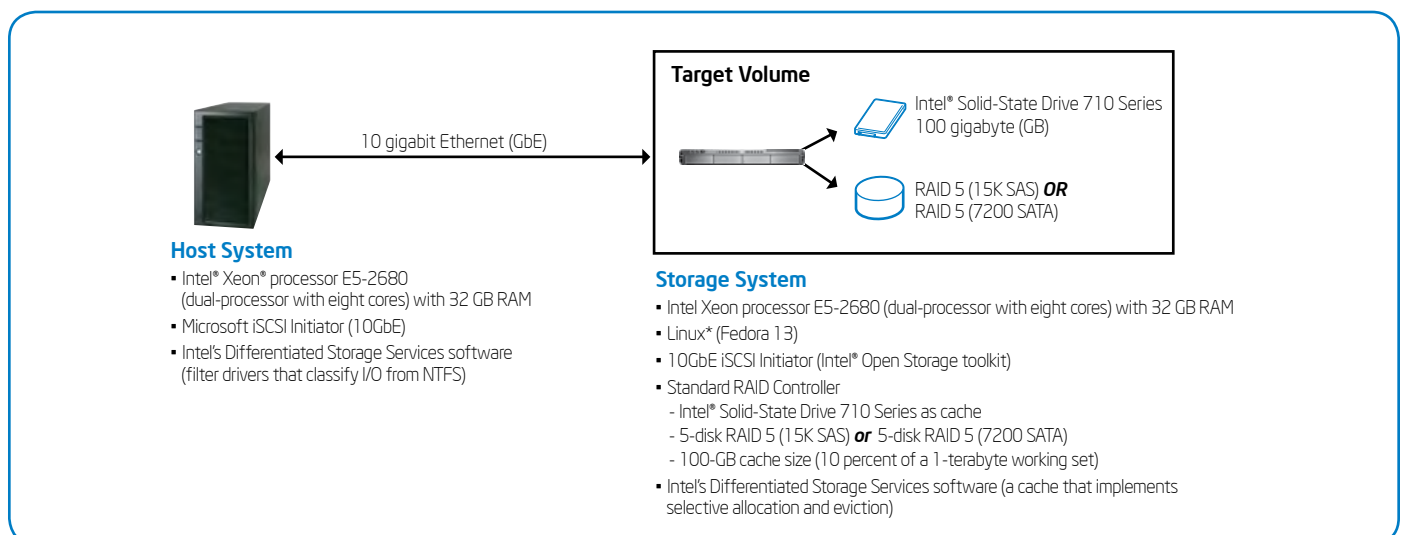 Target Volume
Intel® Solid-State Drive 710 Series
100 gigabyte (GB)
10 gigabit Ethernet (GbE)
RAID 5 (15K SAS) OR
RAID 5 (7200 SATA)
Host System
▪ Intel® Xeon® processor E5-2680
(dual-processor with eight cores) with 32 GB RAM
▪ Microsoft iSCSI Initiator (10GbE)
▪ Intel's Differentiated Storage Services software
(filter drivers that classify I/O from NTFS)
Storage System
▪ Intel Xeon processor E5-2680 (dual-processor with eight cores) with 32 GB RAM
▪ Linux* (Fedora 13)
▪ 10GbE iSCSI Initiator (Intel® Open Storage toolkit)
▪ Standard RAID Controller
- Intel® Solid-State Drive 710 Series as cache
- 5-disk RAID 5 (15K SAS) or 5-disk RAID 5 (7200 SATA)
- 100-GB cache size (10 percent of a 1-terabyte working set)
▪ Intel's Differentiated Storage Services software (a cache that implements
selective allocation and eviction)